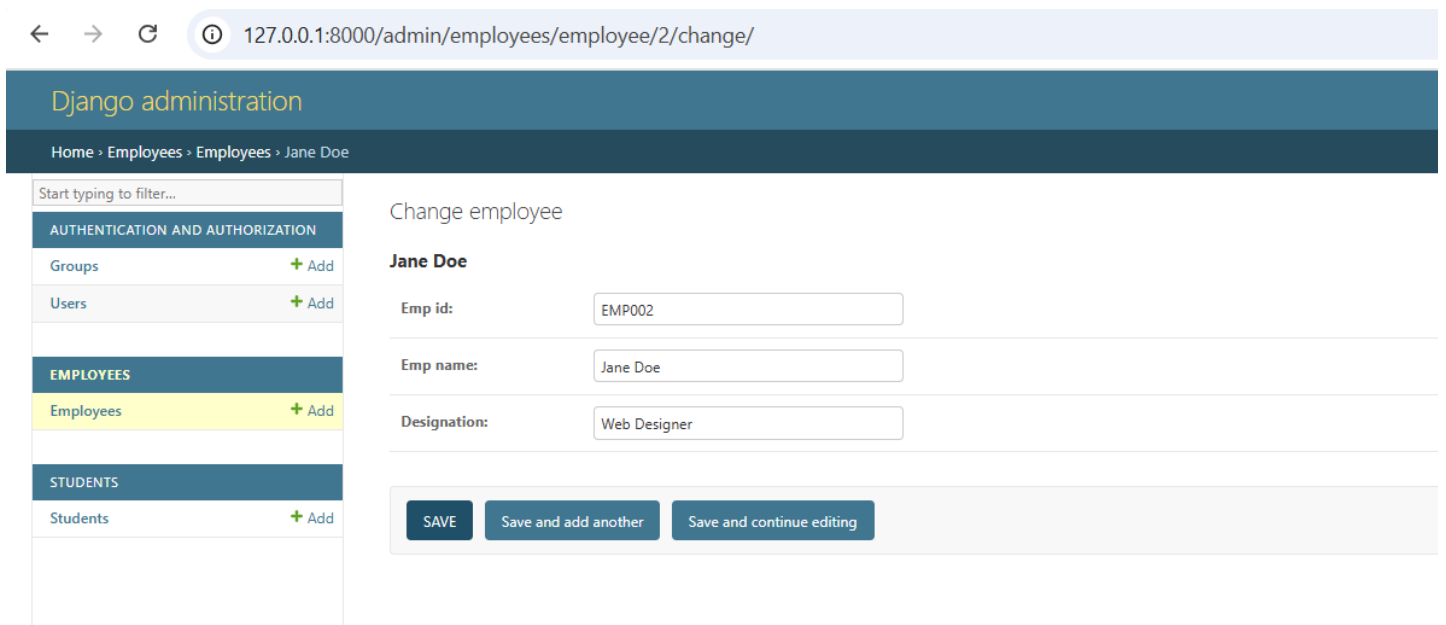 127.0.0.1:8000/admin/employees/employee/2/change/
Django administration
Home › Employees › Employees › Jane Doe
Start typing to filter...
AUTHENTICATION AND AUTHORIZATION
Groups + Add
Users + Add
EMPLOYEES
Employees + Add
STUDENTS
Students + Add
Change employee
Jane Doe
Emp id: EMP002
Emp name: Jane Doe
Designation: Web Designer
SAVE Save and add another Save and continue editing